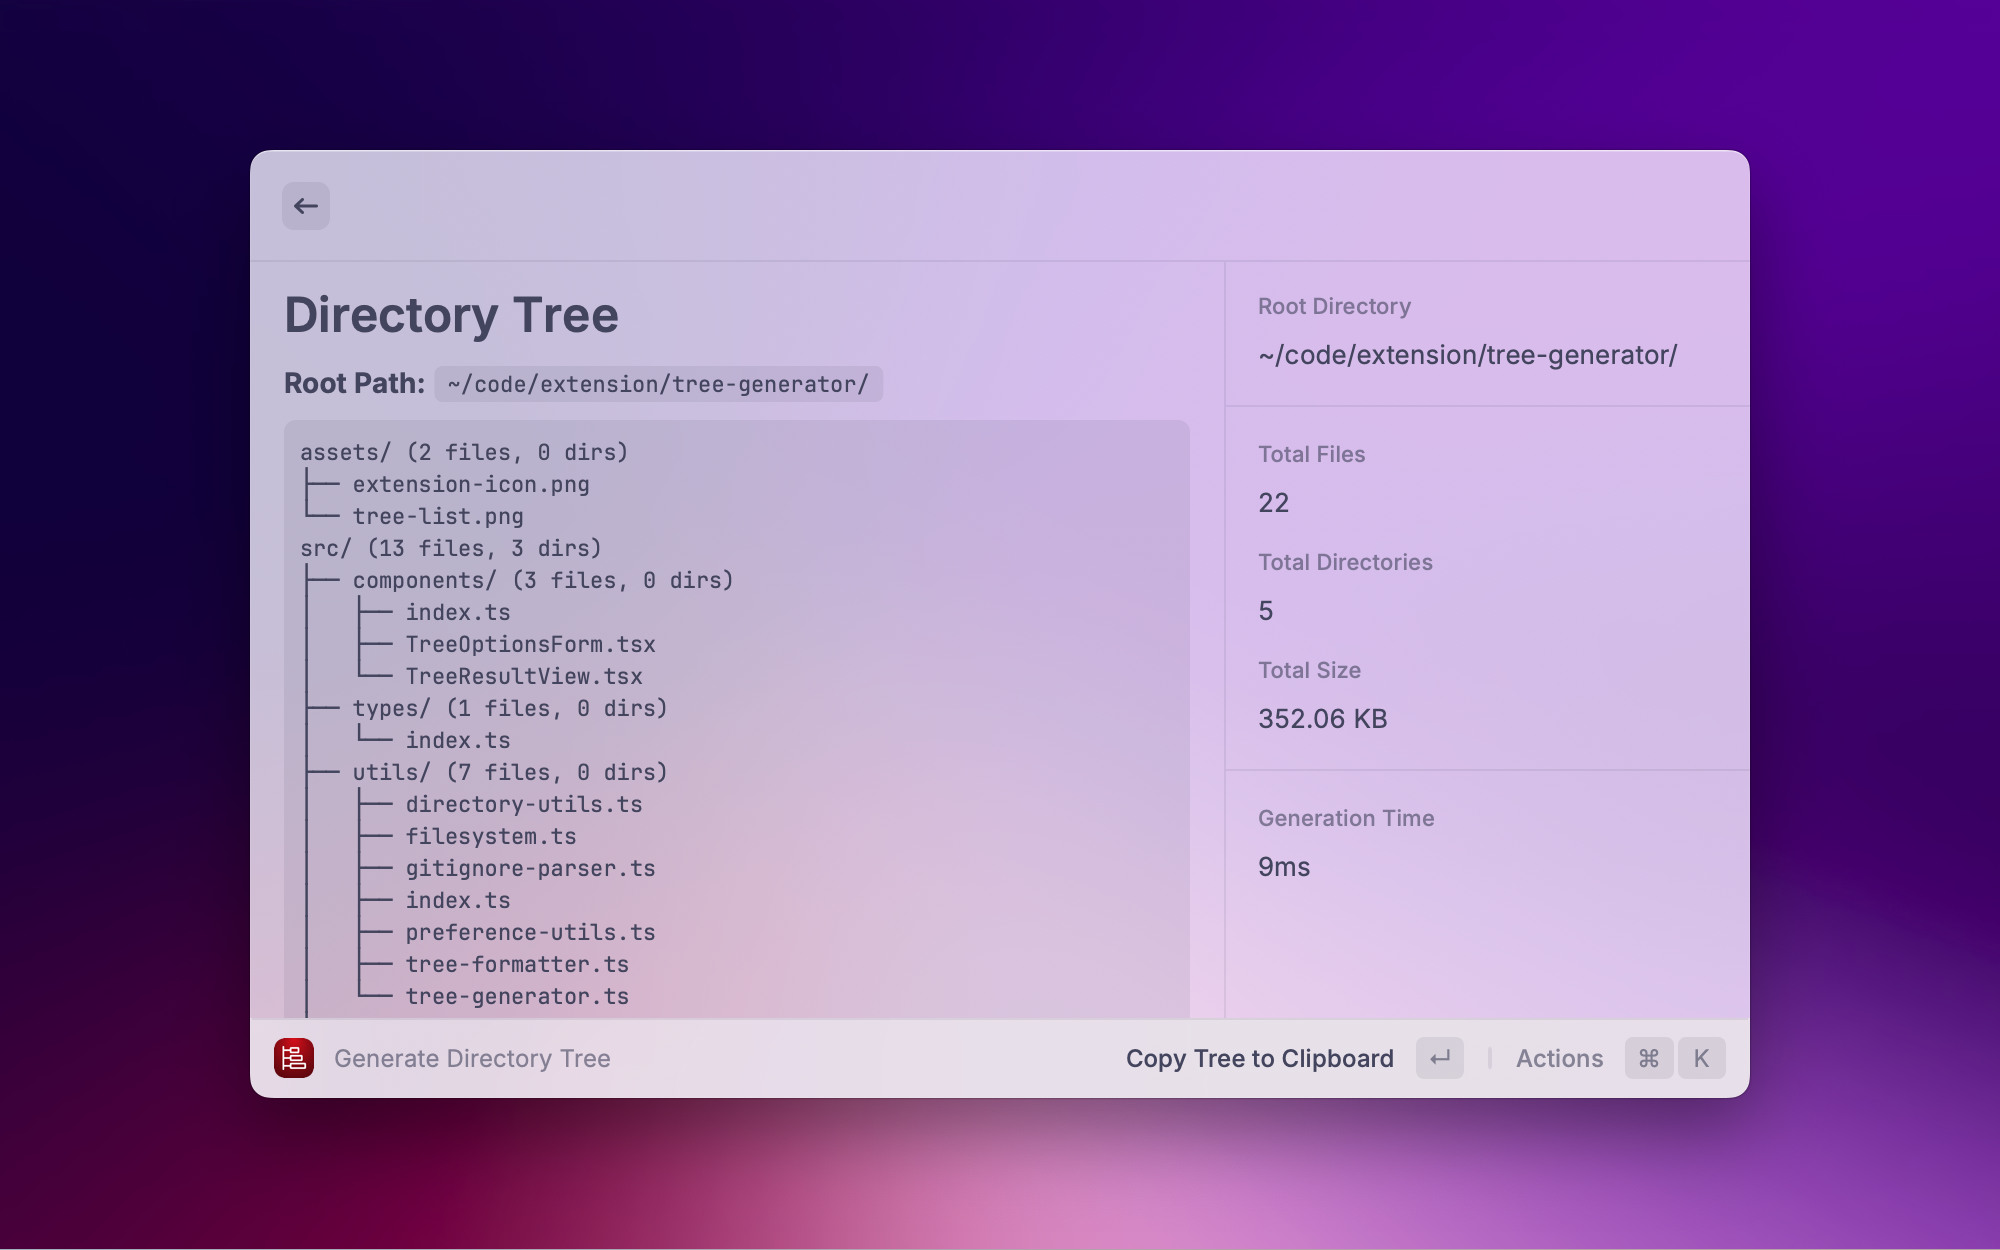 Directory Tree
Root Path: ~/code/extension/tree-generator/
assets/ (2 files, 0 dirs)
├── extension-icon.png
└── tree-list.png
src/ (13 files, 3 dirs)
├── components/ (3 files, 0 dirs)
│   ├── index.ts
│   ├── TreeOptionsForm.tsx
│   └── TreeResultView.tsx
├── types/ (1 files, 0 dirs)
│   └── index.ts
├── utils/ (7 files, 0 dirs)
│   ├── directory-utils.ts
│   ├── filesystem.ts
│   ├── gitignore-parser.ts
│   ├── index.ts
│   ├── preference-utils.ts
│   ├── tree-formatter.ts
│   └── tree-generator.ts
Root Directory
~/code/extension/tree-generator/
Total Files
22
Total Directories
5
Total Size
352.06 KB
Generation Time
9ms
Generate Directory Tree
Copy Tree to Clipboard ↵ | Actions ⌘ K